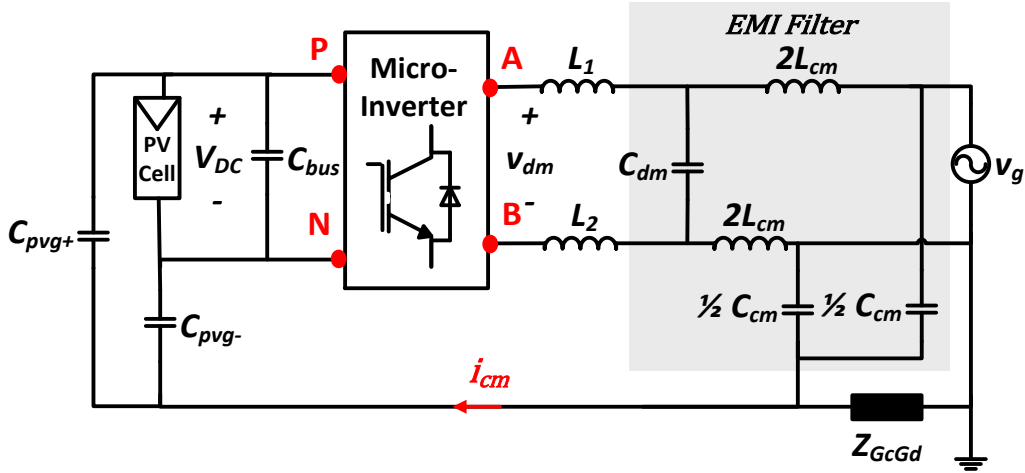 EMI Filter
P
Micro-
Inverter
A
L1
2Lcm
+
VDC
-
PV
Cell
Cbus
+
vdm
-
Cdm
vg
N
B
L2
2Lcm
Cpvg+
Cpvg-
½ Ccm
½ Ccm
icm
ZGcGd